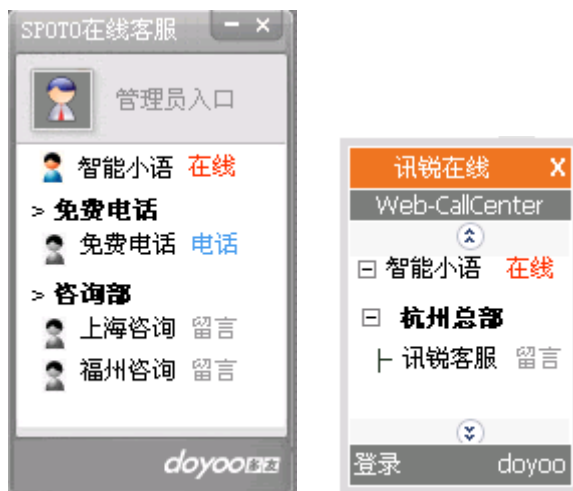 SPOTO在线客服
管理员入口
智能小语 在线
> 免费电话
免费电话 电话
> 咨询部
上海咨询 留言
福州咨询 留言
doyoo
讯锐在线 X
Web-CallCenter
智能小语 在线
杭州总部
讯锐客服 留言
登录 doyoo